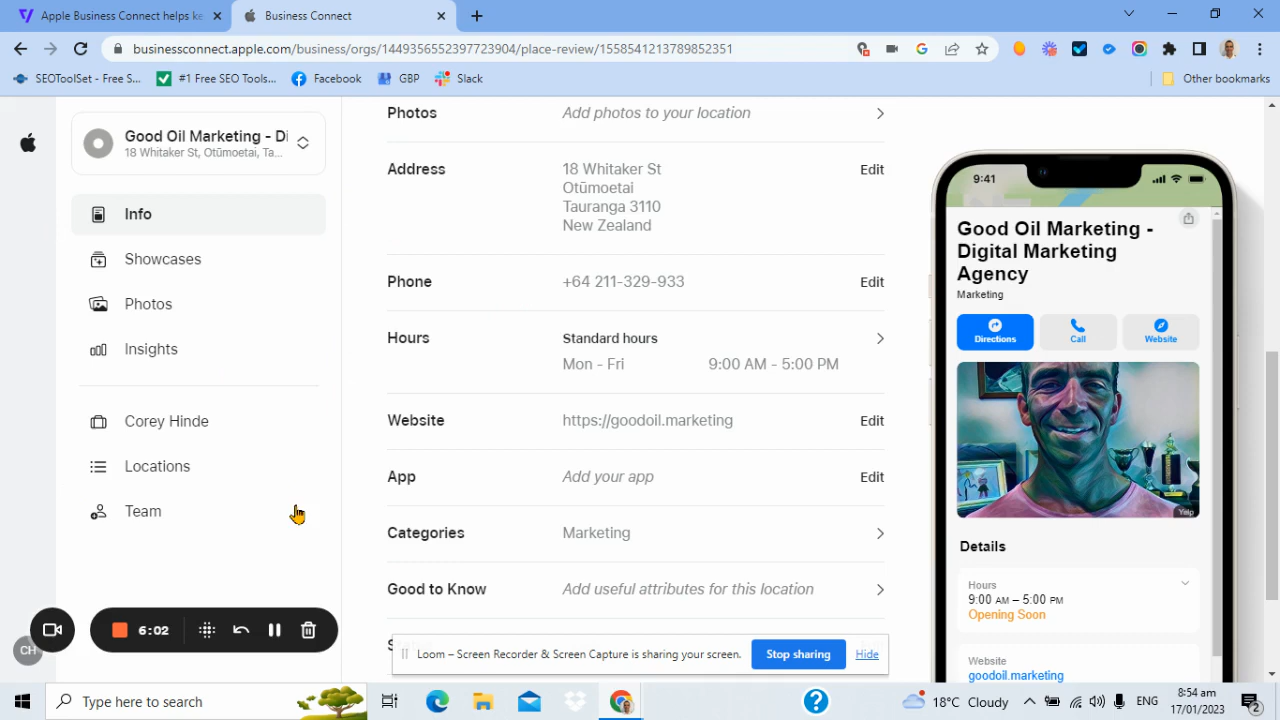 Apple Business Connect - De
Business Connect
businessconnect.apple.com/business/orgs/1449356552397723904/place-review/1558541213789852351
SEOToolSet - Free S...
#1 Free SEO Tools...
Facebook
GBP
Slack
Other bookmarks
Good Oil Marketing - Di
18 Whitaker St, Otūmoetai, Ta...
Info
Showcases
Photos
Insights
Corey Hinde
Locations
Team
CH
6:02
Photos
Add photos to your location
Address
18 Whitaker St
Otūmoetai
Tauranga 3110
New Zealand
Edit
Phone
+64 211-329-933
Edit
Hours
Standard hours
Mon - Fri
9:00 AM - 5:00 PM
Website
https://goodoil.marketing
Edit
App
Add your app
Edit
Categories
Marketing
Good to Know
Add useful attributes for this location
Loom – Screen Recorder & Screen Capture is sharing your screen.
Stop sharing
Hide
9:41
Good Oil Marketing -
Digital Marketing
Agency
Marketing
Directions
Call
Website
Yelp
Details
Hours
9:00 AM – 5:00 PM
Opening Soon
Website
goodoil.marketing
Type here to search
18°C Cloudy
ENG
8:54 am
17/01/2023
2